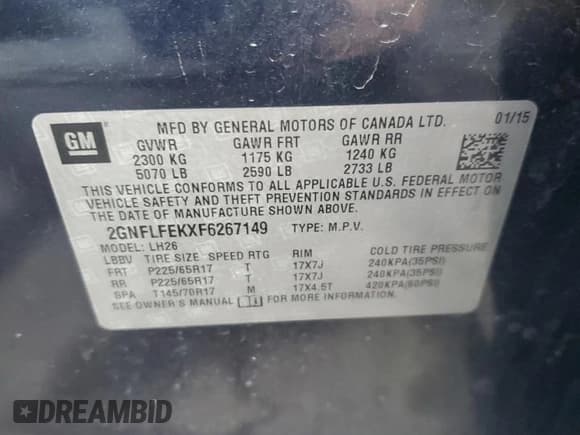 GM
MFD BY GENERAL MOTORS OF CANADA LTD. 01/15
GVWR GAWR FRT GAWR RR
2300 KG 1175 KG 1240 KG
5070 LB 2590 LB 2733 LB
THIS VEHICLE CONFORMS TO ALL APPLICABLE U.S. FEDERAL MOTOR
VEHICLE SAFETY AND THEFT PREVENTION STANDARDS IN EFFECT ON
THE DATE OF MANUFACTURE SHOWN ABOVE.
2GNFLFEKXF6267149 TYPE: M.P.V.
MODEL: LH26
LBBV TIRE SIZE SPEED RTG RIM COLD TIRE PRESSURE
FRT P225/65R17 T 17X7J 240KPA(35PSI)
RR P225/65R17 T 17X7J 240KPA(35PSI)
SPA T145/70R17 M 17X4.5T 420KPA(60PSI)
SEE OWNER'S MANUAL FOR MORE INFORMATION.
DREAMBID